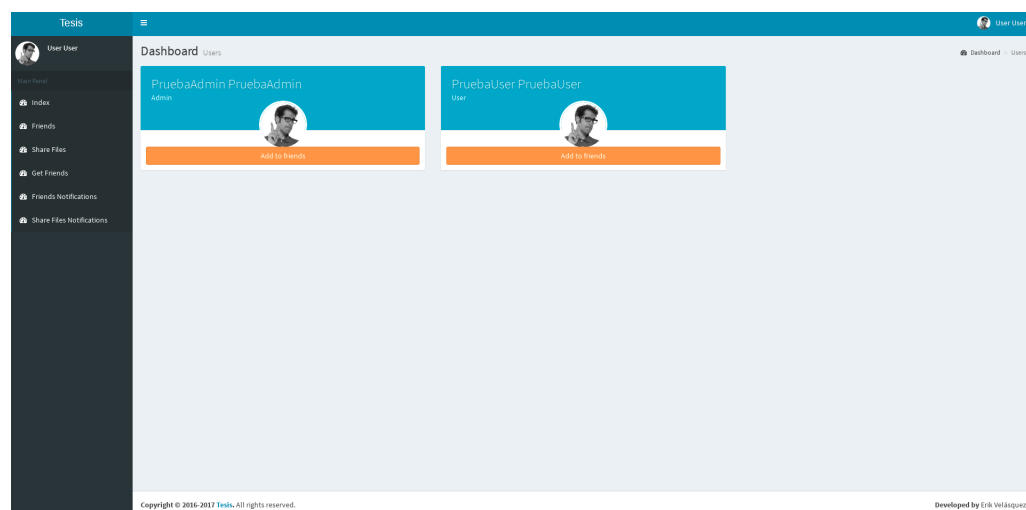 Tesis
User User
User User
Dashboard Users
Dashboard > Users
Main Panel
Index
Friends
Share Files
Get Friends
Friends Notifications
Share Files Notifications
PruebaAdmin PruebaAdmin
Admin
Add to friends
PruebaUser PruebaUser
User
Add to friends
Copyright © 2016-2017 Tesis. All rights reserved.
Developed by Erik Velásquez